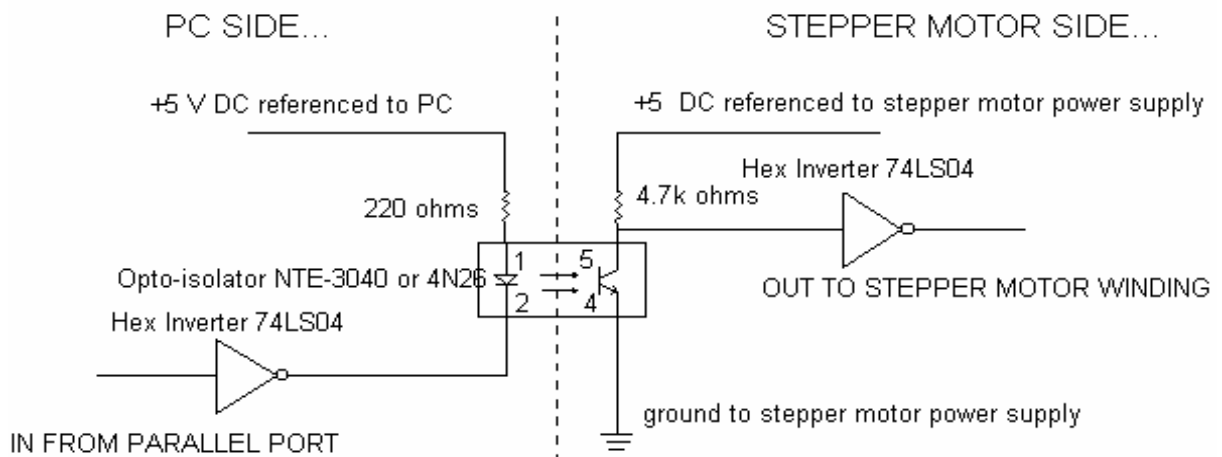 PC SIDE...
STEPPER MOTOR SIDE...
+5 V DC referenced to PC
+5 DC referenced to stepper motor power supply
Hex Inverter 74LS04
220 ohms
4.7k ohms
1
5
Opto-isolator NTE-3040 or 4N26
2
4
OUT TO STEPPER MOTOR WINDING
Hex Inverter 74LS04
ground to stepper motor power supply
IN FROM PARALLEL PORT